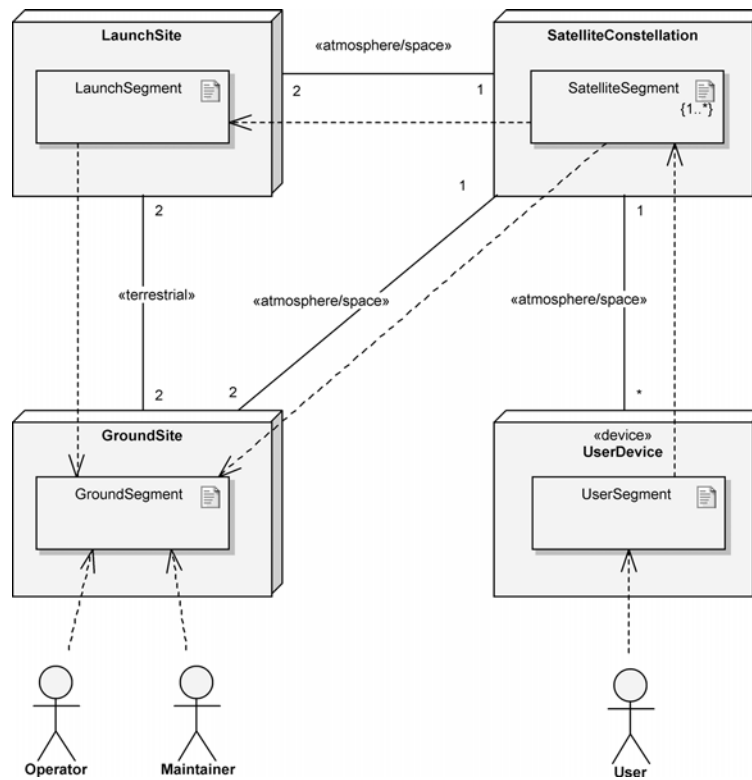 LaunchSite
«atmosphere/space»
SatelliteConstellation
LaunchSegment
2
1
SatelliteSegment
{1..*}
1
2
1
«terrestrial»
«atmosphere/space»
«atmosphere/space»
2
2
*
GroundSite
«device»
UserDevice
GroundSegment
UserSegment
Operator
Maintainer
User